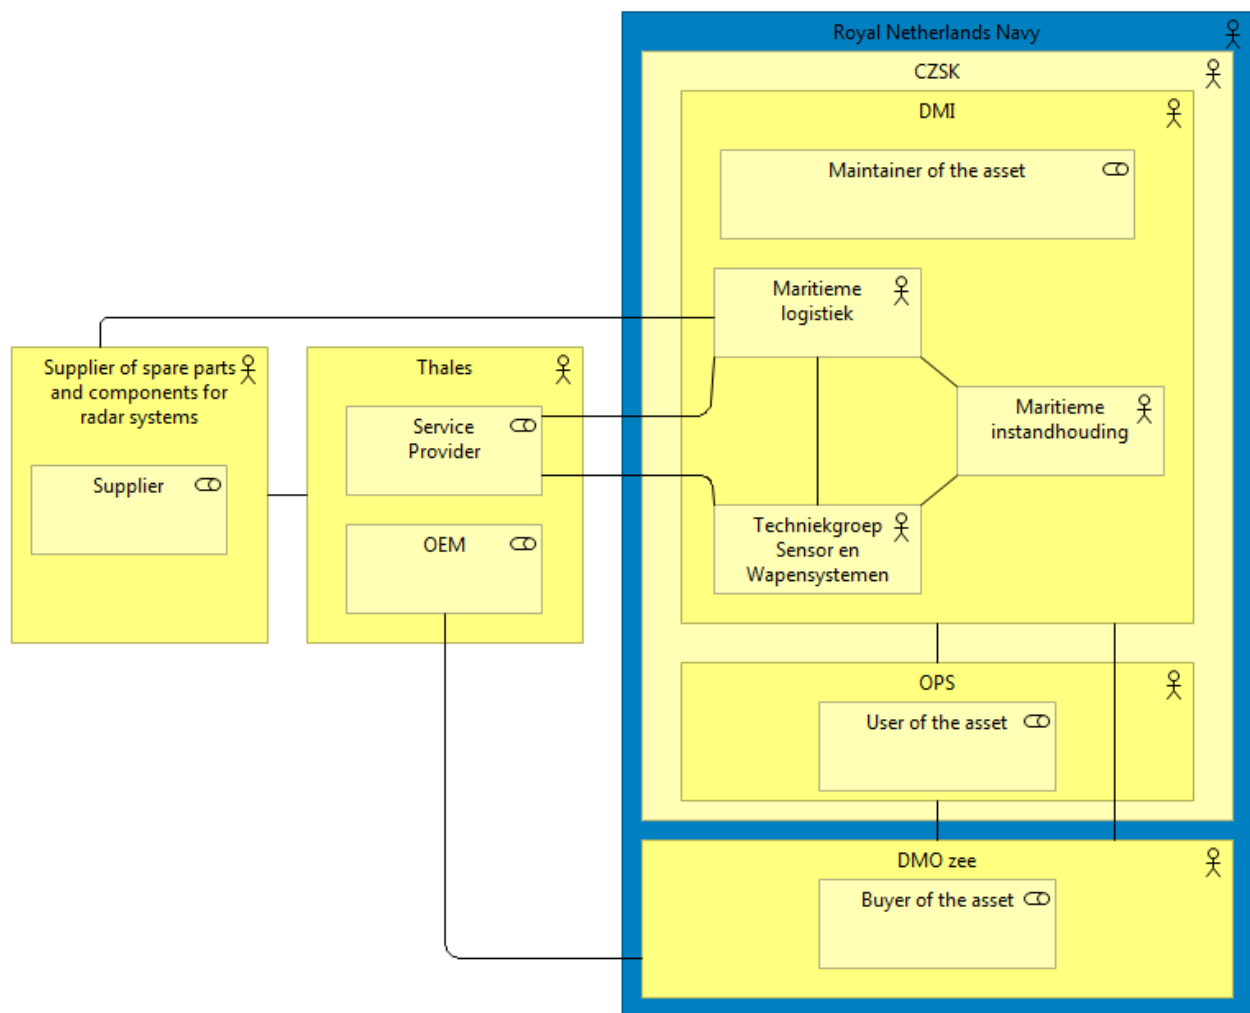 Royal Netherlands Navy
CZSK
DMI
Maintainer of the asset
Maritieme
logistiek
Supplier of spare parts
and components for
radar systems
Supplier
Thales
Service
Provider
OEM
Maritieme
instandhouding
Techniekgroep
Sensor en
Wapensystemen
OPS
User of the asset
DMO zee
Buyer of the asset